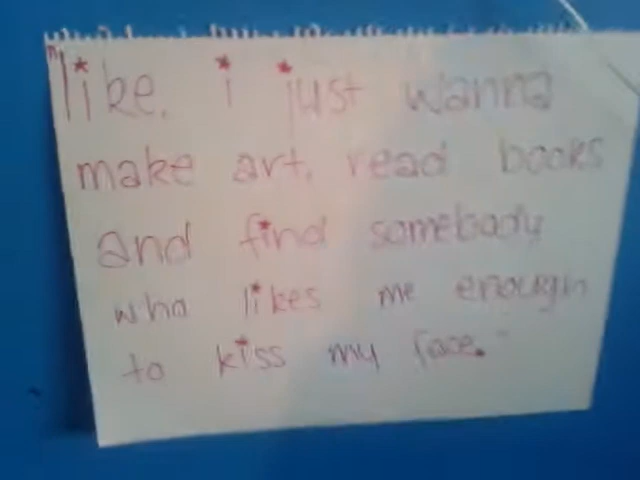 "like, i just wanna
make art, read books
and find somebody
who likes me enough
to kiss my face."